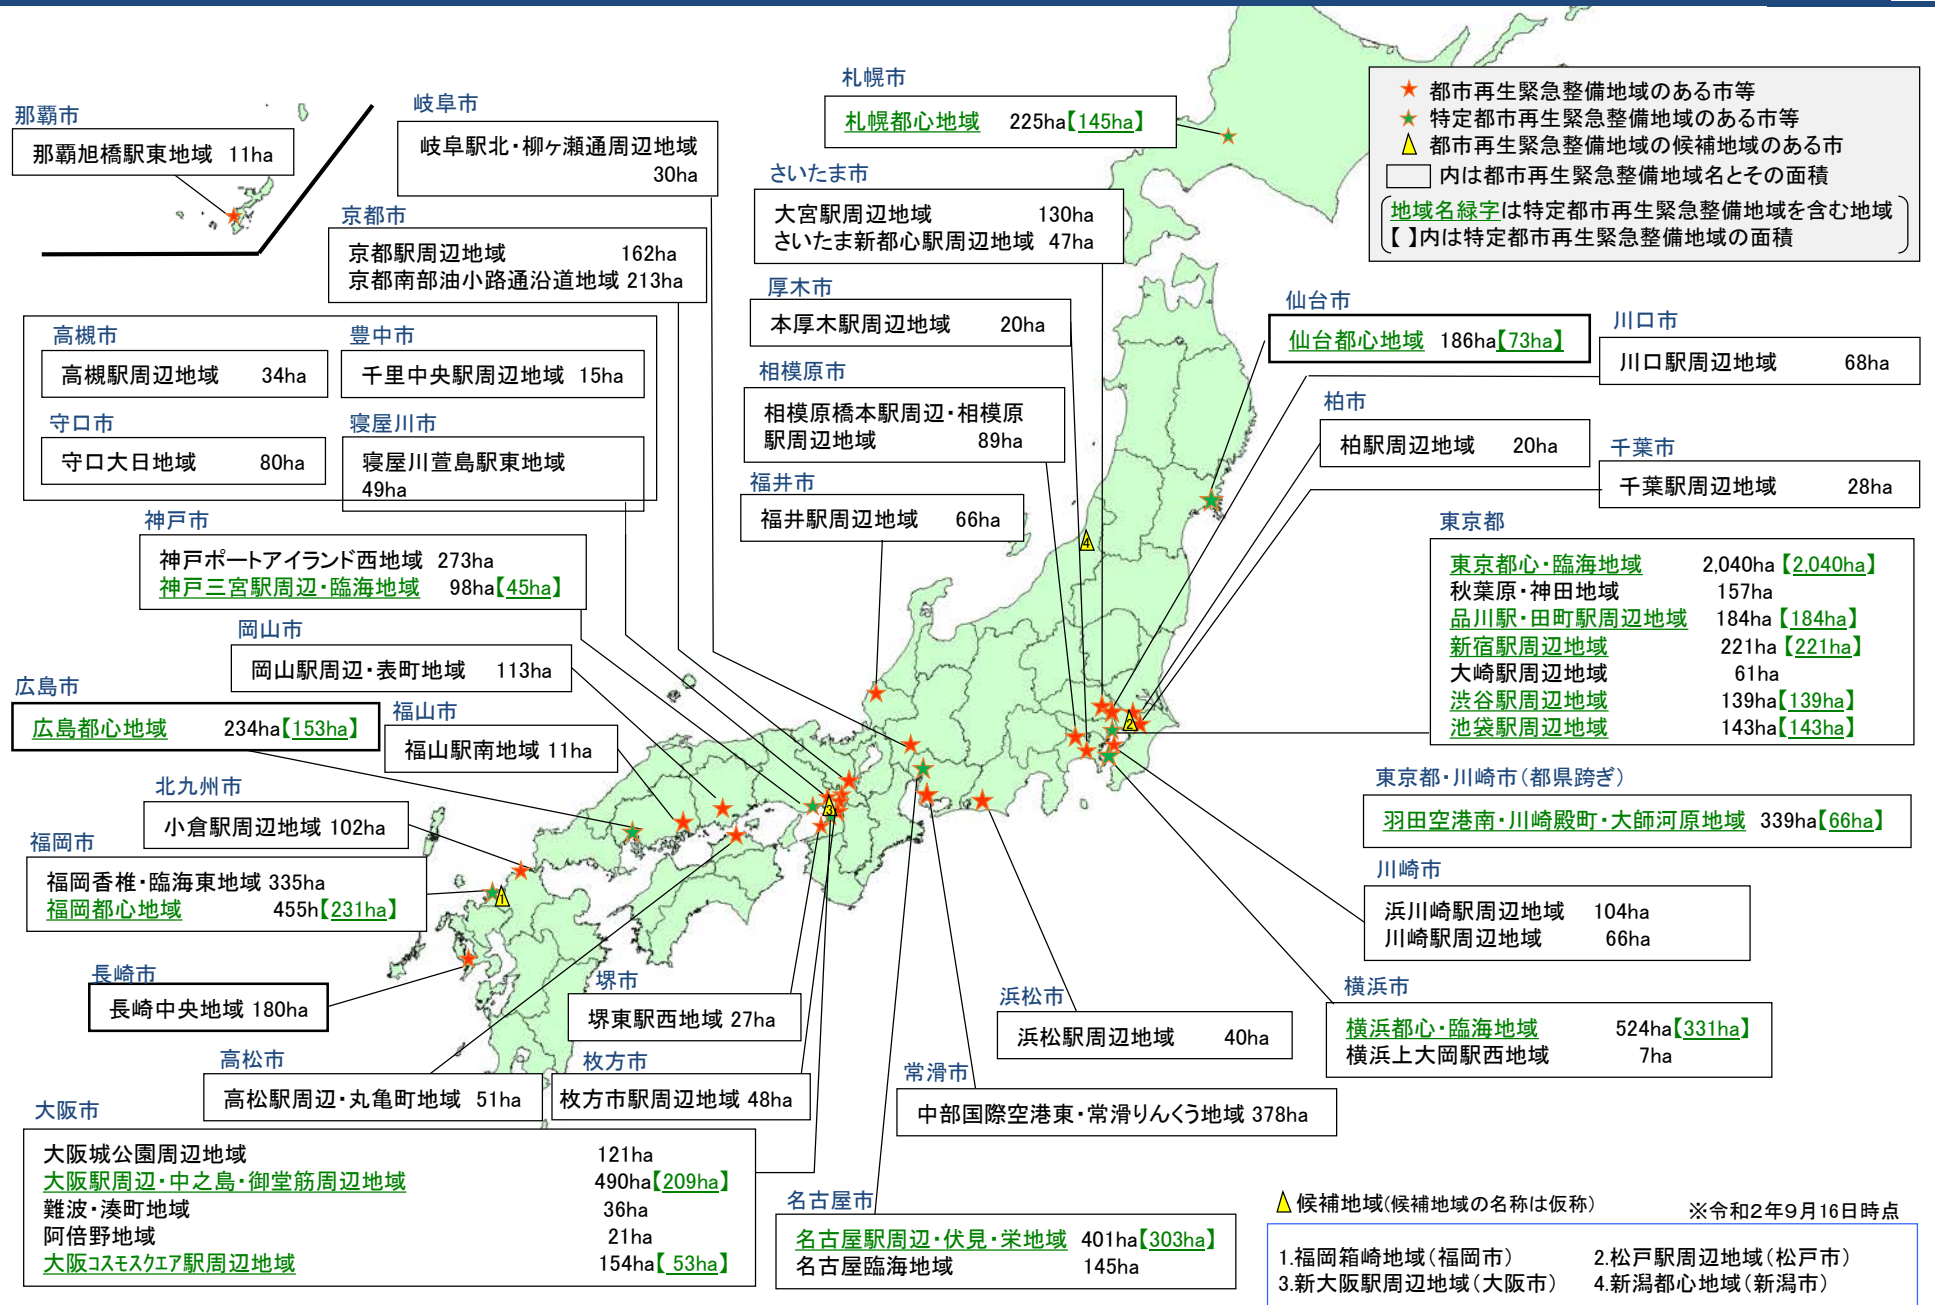 札幌市
札幌都心地域 225ha【145ha】
★ 都市再生緊急整備地域のある市等
★ 特定都市再生緊急整備地域のある市等
△ 都市再生緊急整備地域の候補地域のある市
内は都市再生緊急整備地域名とその面積
地域名緑字は特定都市再生緊急整備地域を含む地域
【 】内は特定都市再生緊急整備地域の面積
那覇市
那覇旭橋駅東地域 11ha
岐阜市
岐阜駅北・柳ヶ瀬通周辺地域
30ha
さいたま市
大宮駅周辺地域 130ha
さいたま新都心駅周辺地域 47ha
京都市
京都駅周辺地域 162ha
京都南部油小路通沿道地域 213ha
厚木市
本厚木駅周辺地域 20ha
仙台市
仙台都心地域 186ha【73ha】
川口市
川口駅周辺地域 68ha
高槻市
高槻駅周辺地域 34ha
豊中市
千里中央駅周辺地域 15ha
守口市
守口大日地域 80ha
寝屋川市
寝屋川萱島駅東地域
49ha
相模原市
相模原橋本駅周辺・相模原
駅周辺地域 89ha
柏市
柏駅周辺地域 20ha
千葉市
千葉駅周辺地域 28ha
福井市
福井駅周辺地域 66ha
神戸市
神戸ポートアイランド西地域 273ha
神戸三宮駅周辺・臨海地域 98ha【45ha】
東京都
東京都心・臨海地域 2,040ha【2,040ha】
秋葉原・神田地域 157ha
品川駅・田町駅周辺地域 184ha【184ha】
新宿駅周辺地域 221ha【221ha】
大崎駅周辺地域 61ha
渋谷駅周辺地域 139ha【139ha】
池袋駅周辺地域 143ha【143ha】
岡山市
岡山駅周辺・表町地域 113ha
広島市
広島都心地域 234ha【153ha】
福山市
福山駅南地域 11ha
北九州市
小倉駅周辺地域 102ha
福岡市
福岡香椎・臨海東地域 335ha
福岡都心地域 455h【231ha】
長崎市
長崎中央地域 180ha
4
2
3
1
東京都・川崎市（都県跨ぎ）
羽田空港南・川崎殿町・大師河原地域 339ha【66ha】
川崎市
浜川崎駅周辺地域 104ha
川崎駅周辺地域 66ha
堺市
堺東駅西地域 27ha
浜松市
浜松駅周辺地域 40ha
横浜市
横浜都心・臨海地域 524ha【331ha】
横浜上大岡駅西地域 7ha
高松市
高松駅周辺・丸亀町地域 51ha
枚方市
枚方市駅周辺地域 48ha
常滑市
中部国際空港東・常滑りんくう地域 378ha
大阪市
大阪城公園周辺地域 121ha
大阪駅周辺・中之島・御堂筋周辺地域 490ha【209ha】
難波・湊町地域 36ha
阿倍野地域 21ha
大阪コスモスクエア駅周辺地域 154ha【 53ha】
名古屋市
名古屋駅周辺・伏見・栄地域 401ha【303ha】
名古屋臨海地域 145ha
△ 候補地域（候補地域の名称は仮称） ※令和２年９月16日時点
1.福岡箱崎地域（福岡市） 2.松戸駅周辺地域（松戸市）
3.新大阪駅周辺地域（大阪市） 4.新潟都心地域（新潟市）